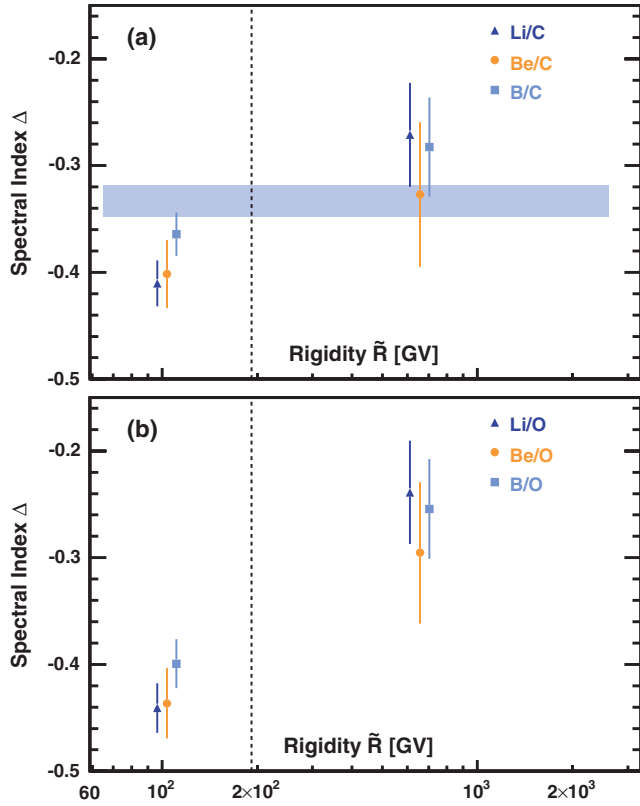 (a)
Li/C
Be/C
B/C
-0.2
-0.3
-0.4
-0.5
Spectral Index Δ
Rigidity R̃ [GV]
(b)
Li/O
Be/O
B/O
-0.2
-0.3
-0.4
-0.5
Spectral Index Δ
Rigidity R̃ [GV]
60 10² 2×10² 10³ 2×10³